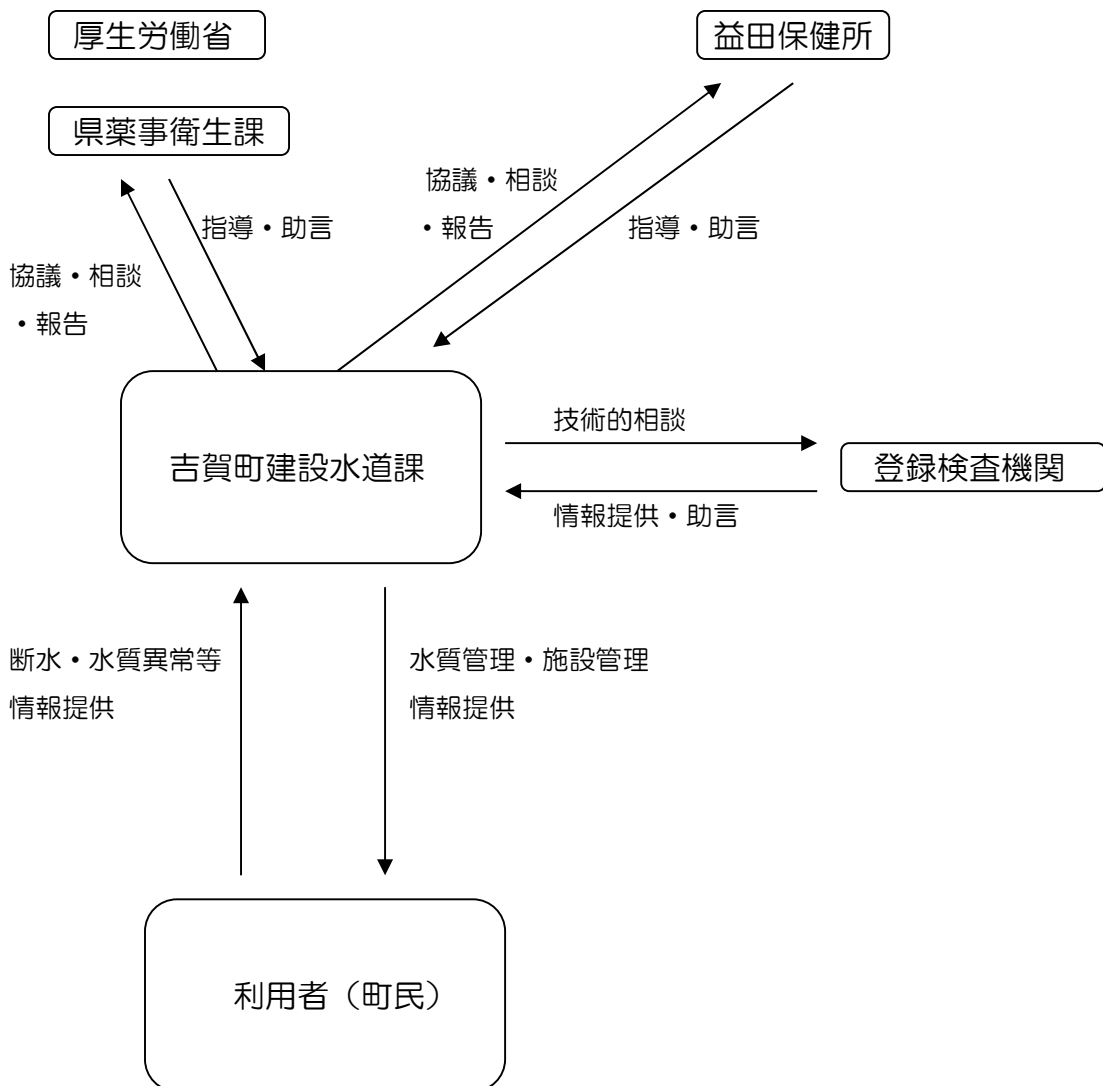 厚生労働省
益田保健所
県薬事衛生課
協議・相談
・報告
指導・助言
指導・助言
協議・相談
・報告
吉賀町建設水道課
技術的相談
登録検査機関
情報提供・助言
断水・水質異常等
情報提供
水質管理・施設管理
情報提供
利用者（町民）